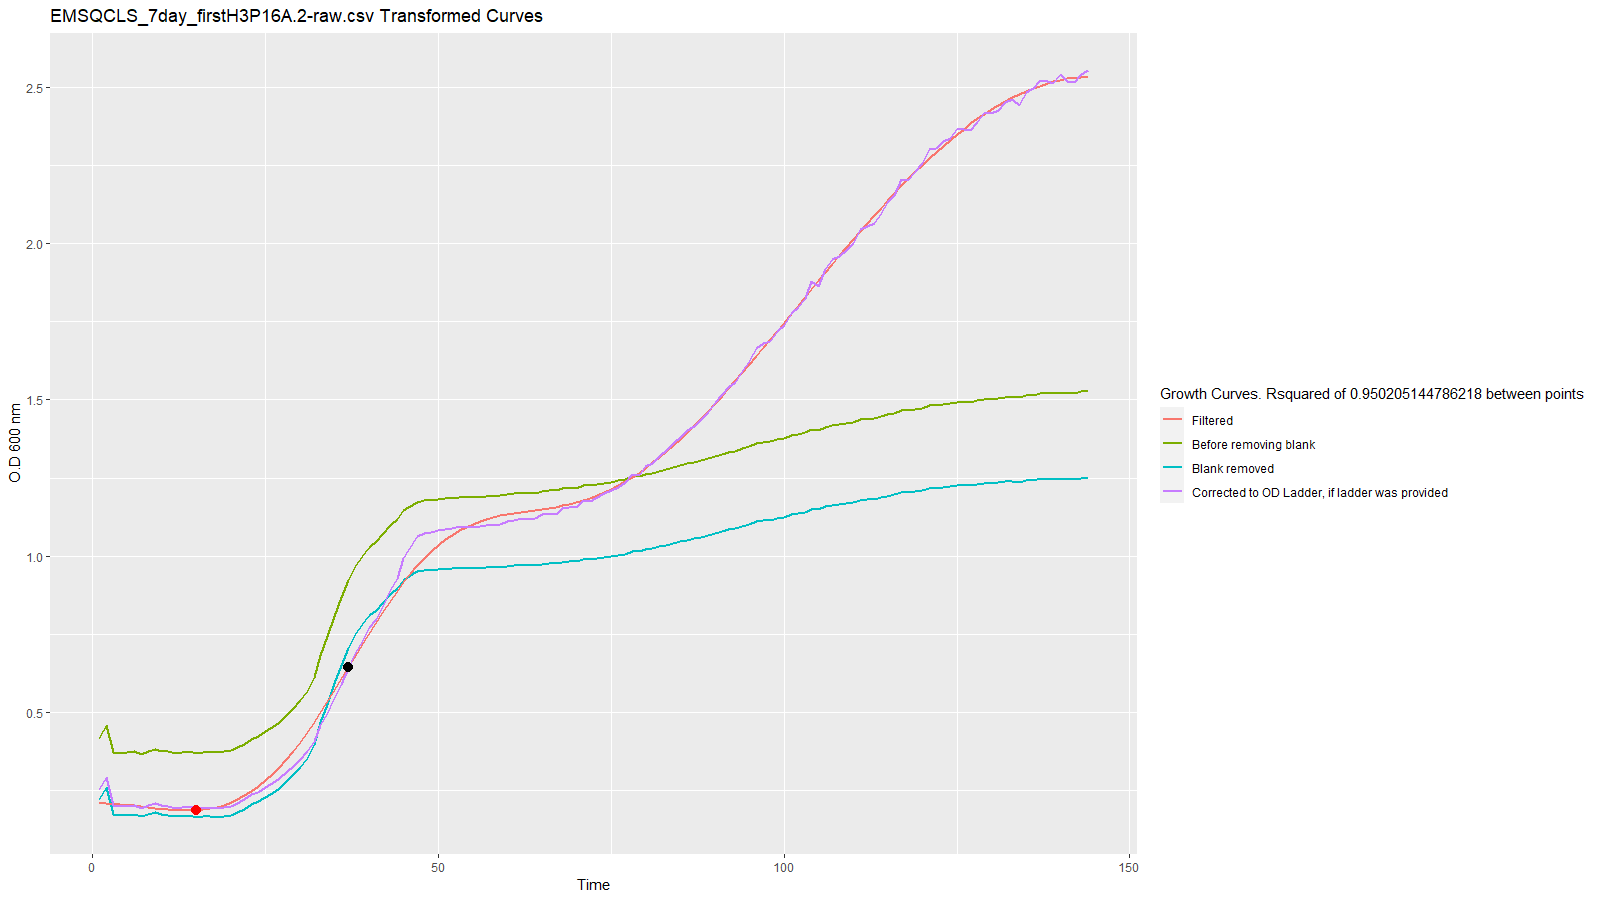 EMSQCLS_7day_firstH3P16A.2-raw.csv Transformed Curves
2.5
2.0
1.5
1.0
0.5
O.D 600 nm
0
50
100
150
Time
Growth Curves. Rsquared of 0.950205144786218 between points
Filtered
Before removing blank
Blank removed
Corrected to OD Ladder, if ladder was provided